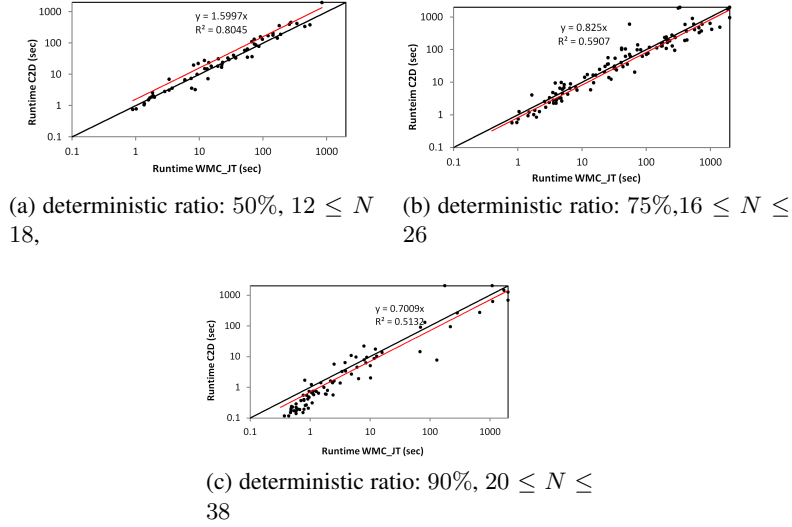 1000
100
10
1
0.1
Runtime C2D (sec)
y = 1.5997x
R² = 0.8045
0.1 1 10 100 1000
Runtime WMC_JT (sec)
(a) deterministic ratio: 50%, 12 ≤ N
18,
1000
100
10
1
0.1
Runteim C2D (sec)
y = 0.825x
R² = 0.5907
0.1 1 10 100 1000
Runtime WMC_JT (sec)
(b) deterministic ratio: 75%,16 ≤ N ≤
26
1000
100
10
1
0.1
Runtime C2D (sec)
y = 0.7009x
R² = 0.5132
0.1 1 10 100 1000
Runtime WMC_JT (sec)
(c) deterministic ratio: 90%, 20 ≤ N ≤
38